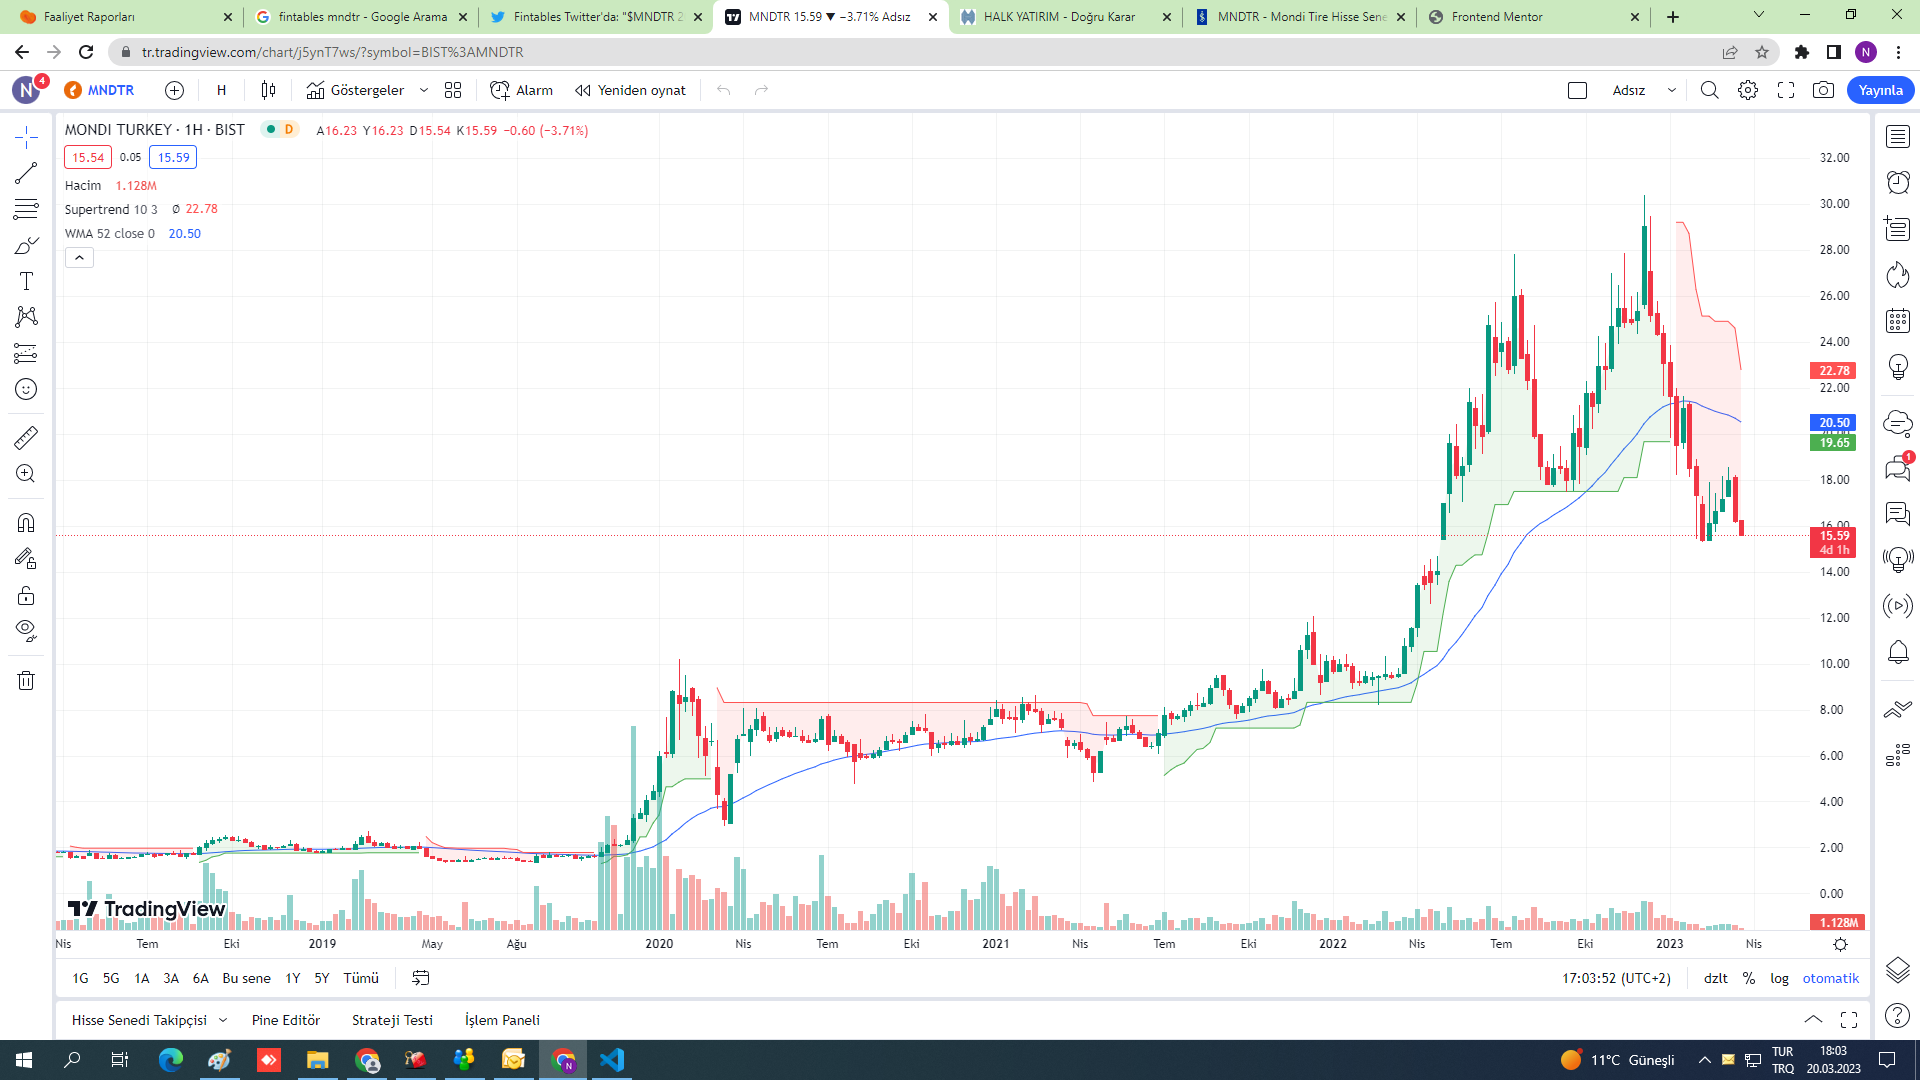 Faaliyet Raporları
fintables mndtr - Google Arama
Fintables Twitter'da: "$MNDTR 2
MNDTR 15.59 ▼ −3.71% Adsız
HALK YATIRIM - Doğru Karar
MNDTR - Mondi Tire Hisse Sene
Frontend Mentor
tr.tradingview.com/chart/j5ynT7ws/?symbol=BIST%3AMNDTR
N
N 4
MNDTR
H
Göstergeler
Alarm
Yeniden oynat
Adsız
Yayınla
MONDI TURKEY · 1H · BIST
D
A16.23 Y16.23 D15.54 K15.59 −0.60 (−3.71%)
15.54 0.05 15.59
Hacim 1.128M
Supertrend 10 3 Ø 22.78
WMA 52 close 0 20.50
32.00
30.00
28.00
26.00
24.00
22.78
22.00
20.50
19.65
18.00
16.00
15.59
4d 1h
14.00
12.00
10.00
8.00
6.00
4.00
2.00
0.00
1.128M
1
TradingView
Nis Tem Eki 2019 May Ağu 2020 Nis Tem Eki 2021 Nis Tem Eki 2022 Nis Tem Eki 2023 Nis
1G 5G 1A 3A 6A Bu sene 1Y 5Y Tümü
17:03:52 (UTC+2)
dzlt % log otomatik
Hisse Senedi Takipçisi
Pine Editör
Strateji Testi
İşlem Paneli
11°C Güneşli
TUR
TRQ
18:03
20.03.2023